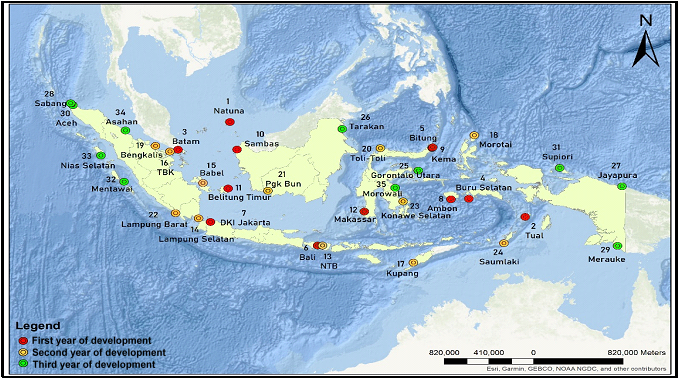 N
28
Sabang
30
Aceh
34
Asahan
3
Batam
1
Natuna
26
Tarakan
5
Bitung
18
Morotai
19
Bengkalis
16
TBK
10
Sambas
20
Toli-Toli
9
Kema
31
Supiori
33
Nias Selatan
15
Babel
21
Pgk Bun
25
Gorontalo Utara
4
Buru Selatan
27
Jayapura
32
Mentawai
11
Belitung Timur
35
Morowali
8
Ambon
22
Lampung Barat
7
DKI Jakarta
12
Makassar
23
Konawe Selatan
2
Tual
14
Lampung Selatan
6
Bali
13
NTB
17
Kupang
24
Saumlaki
29
Merauke
Legend
First year of development
Second year of development
Third year of development
820,000 410,000 0 820,000 Meters
Esri, Garmin, GEBCO, NOAA NGDC, and other contributors